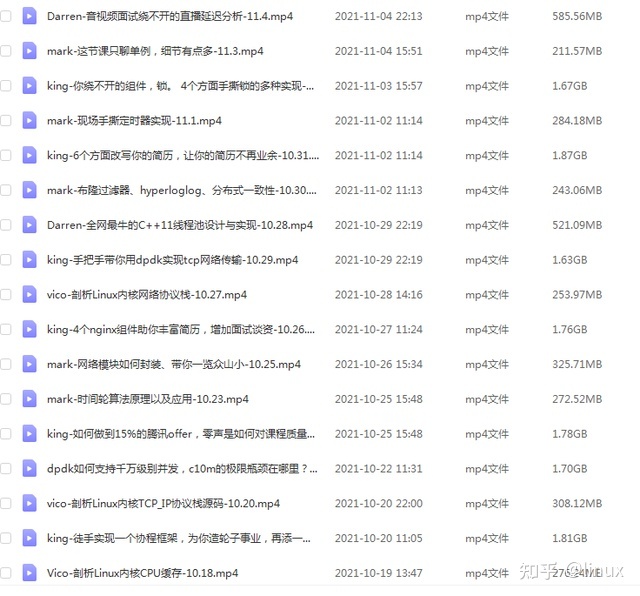 Darren-音视频面试绕不开的直播延迟分析-11.4.mp4 2021-11-04 22:13 mp4文件 585.56MB
mark-这节课只聊单例，细节有点多-11.3.mp4 2021-11-04 15:51 mp4文件 211.57MB
king-你绕不开的组件，锁。 4个方面手撕锁的多种实现-... 2021-11-03 15:57 mp4文件 1.67GB
mark-现场手撕定时器实现-11.1.mp4 2021-11-02 11:14 mp4文件 284.18MB
king-6个方面改写你的简历，让你的简历不再业余-10.31.... 2021-11-02 11:14 mp4文件 1.87GB
mark-布隆过滤器、hyperloglog、分布式一致性-10.30.... 2021-11-02 11:13 mp4文件 243.06MB
Darren-全网最牛的C++11线程池设计与实现-10.28.mp4 2021-10-29 22:19 mp4文件 521.09MB
king-手把手带你用dpdk实现tcp网络传输-10.29.mp4 2021-10-29 22:19 mp4文件 1.63GB
vico-剖析Linux内核网络协议栈-10.27.mp4 2021-10-28 14:16 mp4文件 253.97MB
king-4个nginx组件助你丰富简历，增加面试谈资-10.26.... 2021-10-27 11:24 mp4文件 1.76GB
mark-网络模块如何封装、带你一览众山小-10.25.mp4 2021-10-26 15:34 mp4文件 325.71MB
mark-时间轮算法原理以及应用-10.23.mp4 2021-10-25 15:48 mp4文件 272.52MB
king-如何做到15%的腾讯offer，零声是如何对课程质量... 2021-10-25 15:48 mp4文件 1.78GB
dpdk如何支持千万级别并发，c10m的极限瓶颈在哪里？... 2021-10-22 11:31 mp4文件 1.70GB
vico-剖析Linux内核TCP_IP协议栈源码-10.20.mp4 2021-10-20 22:00 mp4文件 308.12MB
king-徒手实现一个协程框架，为你造轮子事业，再添一... 2021-10-20 11:05 mp4文件 1.81GB
Vico-剖析Linux内核CPU缓存-10.18.mp4 2021-10-19 13:47 mp4文件
知乎 @linux